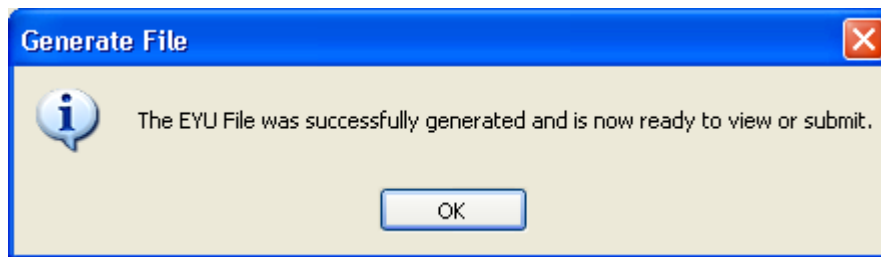 Generate File
The EYU File was successfully generated and is now ready to view or submit.
OK